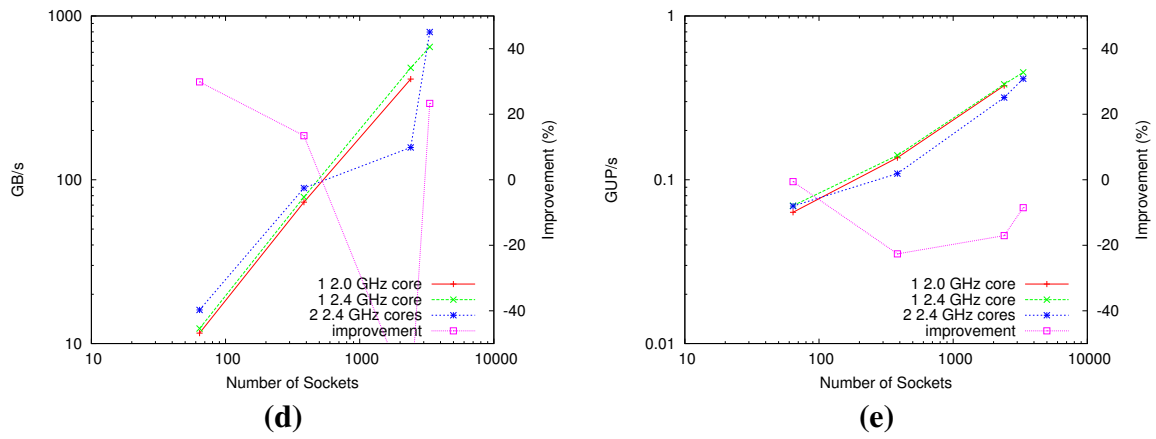 1000
100
10
GB/s
40
20
0
-20
-40
Improvement (%)
1 2.0 GHz core
1 2.4 GHz core
2 2.4 GHz cores
improvement
10 100 1000 10000
Number of Sockets
(d)
1
0.1
0.01
GUP/s
40
20
0
-20
-40
Improvement (%)
1 2.0 GHz core
1 2.4 GHz core
2 2.4 GHz cores
improvement
10 100 1000 10000
Number of Sockets
(e)